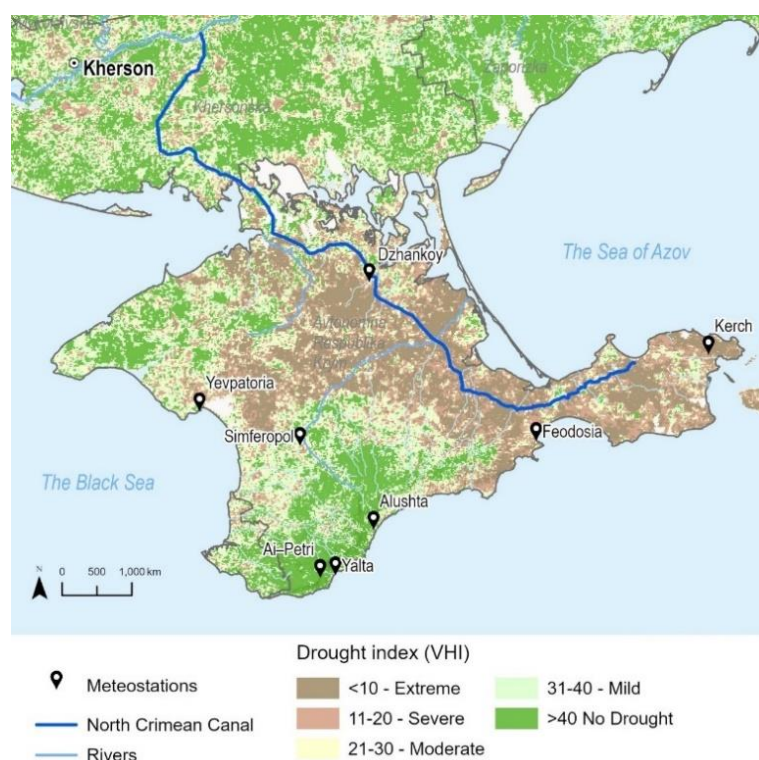 Kherson
Khersonska
Zaporizka
Dzhankoy
The Sea of Azov
Avtonomna
Respublika
Krym
Kerch
Yevpatoria
Simferopol
Feodosia
The Black Sea
Alushta
Ai–Petri
Yalta
N
0 500 1,000 km
Drought index (VHI)
Meteostations
North Crimean Canal
Rivers
<10 - Extreme
11-20 - Severe
21-30 - Moderate
31-40 - Mild
>40 No Drought